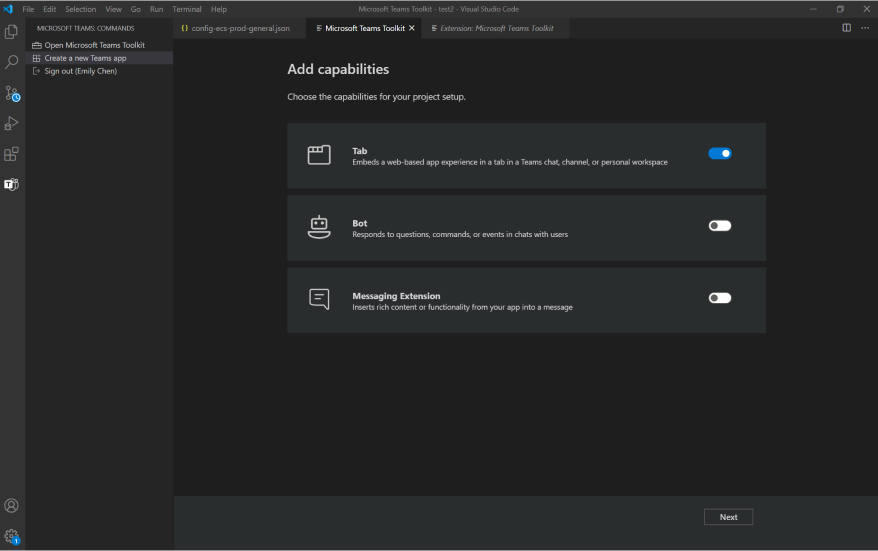 File Edit Selection View Go Run Terminal Help
Microsoft Teams Toolkit - test2 - Visual Studio Code
MICROSOFT TEAMS: COMMANDS
Open Microsoft Teams Toolkit
Create a new Teams app
Sign out (Emily Chen)
{} config-ecs-prod-general.json
Microsoft Teams Toolkit
Extension: Microsoft Teams Toolkit
Add capabilities
Choose the capabilities for your project setup.
Tab
Embeds a web-based app experience in a tab in a Teams chat, channel, or personal workspace
Bot
Responds to questions, commands, or events in chats with users
Messaging Extension
Inserts rich content or functionality from your app into a message
Next
T
1